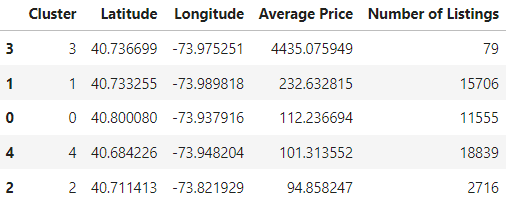 Cluster Latitude Longitude Average Price Number of Listings
3 3 40.736699 -73.975251 4435.075949 79
1 1 40.733255 -73.989818 232.632815 15706
0 0 40.800080 -73.937916 112.236694 11555
4 4 40.684226 -73.948204 101.313552 18839
2 2 40.711413 -73.821929 94.858247 2716